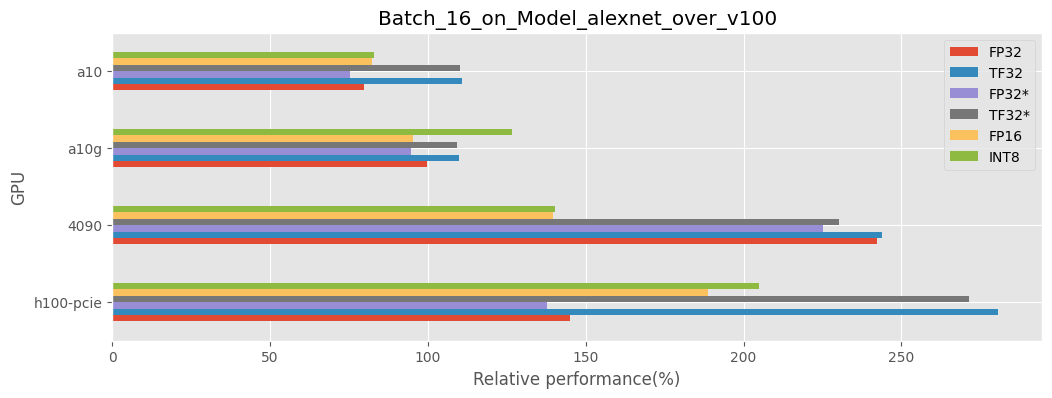 Batch_16_on_Model_alexnet_over_v100
FP32
TF32
FP32*
TF32*
FP16
INT8
GPU
a10
a10g
4090
h100-pcie
0 50 100 150 200 250
Relative performance(%)